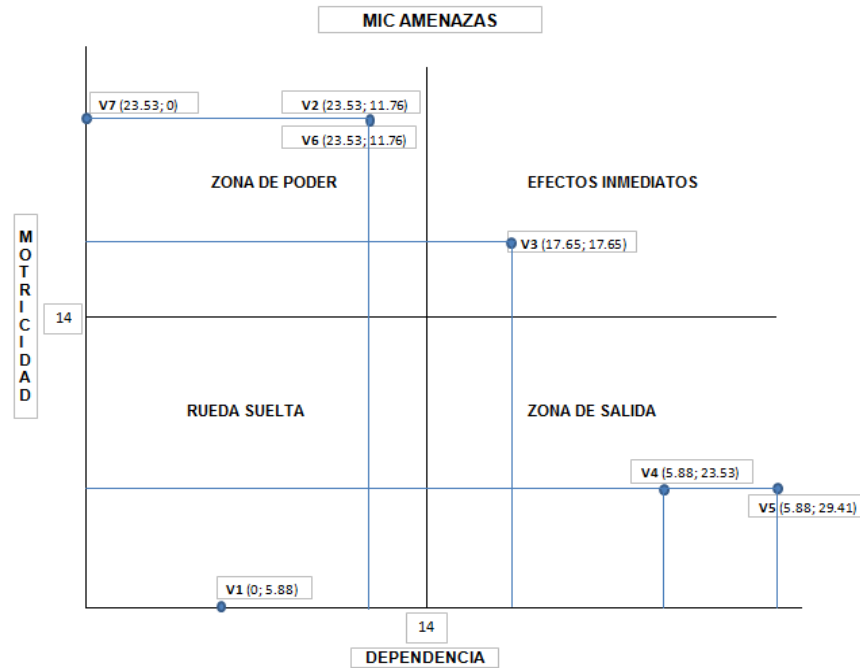 MIC AMENAZAS
V7 (23.53; 0)
V2 (23.53; 11.76)
V6 (23.53; 11.76)
ZONA DE PODER
EFECTOS INMEDIATOS
MOTRICIDAD
V3 (17.65; 17.65)
14
RUEDA SUELTA
ZONA DE SALIDA
V4 (5.88; 23.53)
V5 (5.88; 29.41)
V1 (0; 5.88)
14
DEPENDENCIA